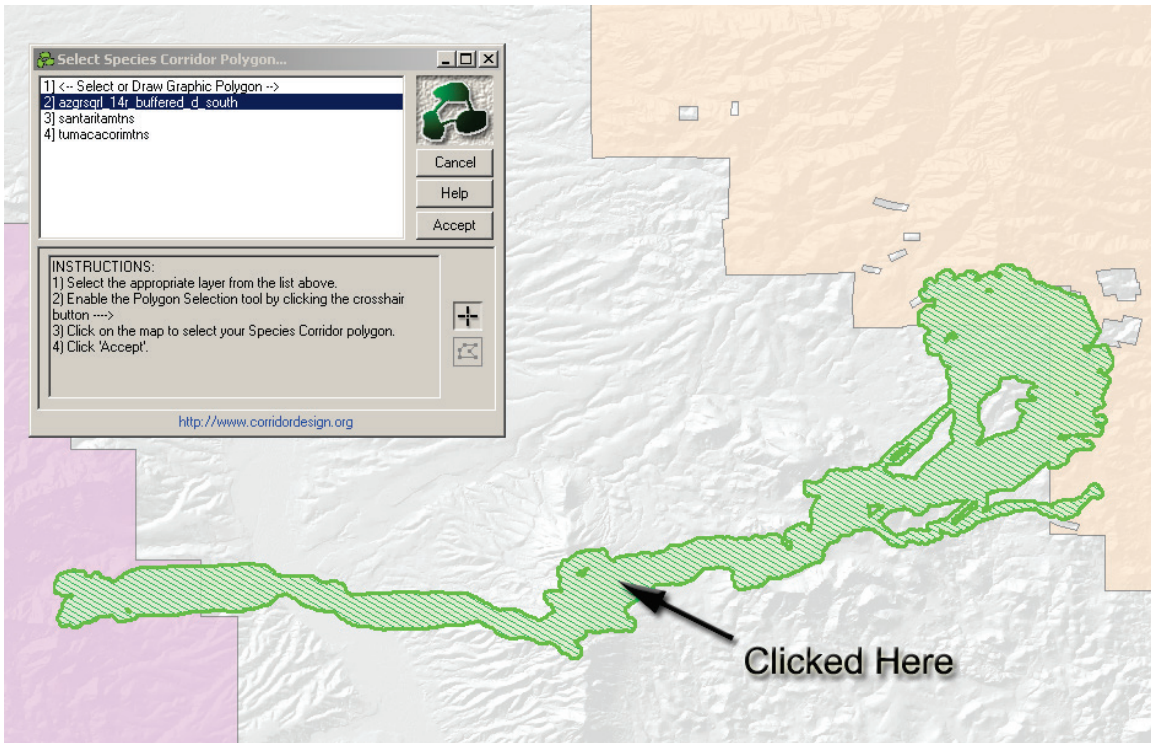 Select Species Corridor Polygon...
1] <-- Select or Draw Graphic Polygon -->
2] azgrsqrl_14r_buffered_d_south
3] santaritamtns
4] tumacacorimtns
Cancel
Help
Accept
INSTRUCTIONS:
1) Select the appropriate layer from the list above.
2) Enable the Polygon Selection tool by clicking the crosshair
button ---->
3) Click on the map to select your Species Corridor polygon.
4) Click 'Accept'.
http://www.corridordesign.org
Clicked Here